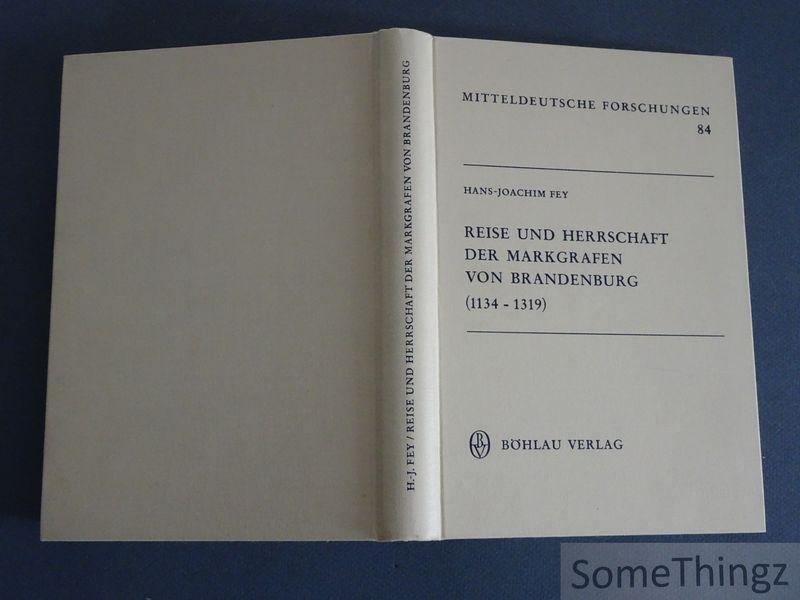 H.-J. FEY / REISE UND HERRSCHAFT DER MARKGRAFEN VON BRANDENBURG
MITTELDEUTSCHE FORSCHUNGEN
84
HANS-JOACHIM FEY
REISE UND HERRSCHAFT
DER MARKGRAFEN
VON BRANDENBURG
(1134 - 1319)
BV BÖHLAU VERLAG
SomeThingz